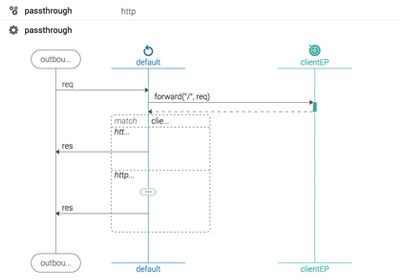 passthrough http
passthrough
outbou... default clientEP
req
forward("/", req)
match clie...
htt...
res
http...
res
outbou... default clientEP